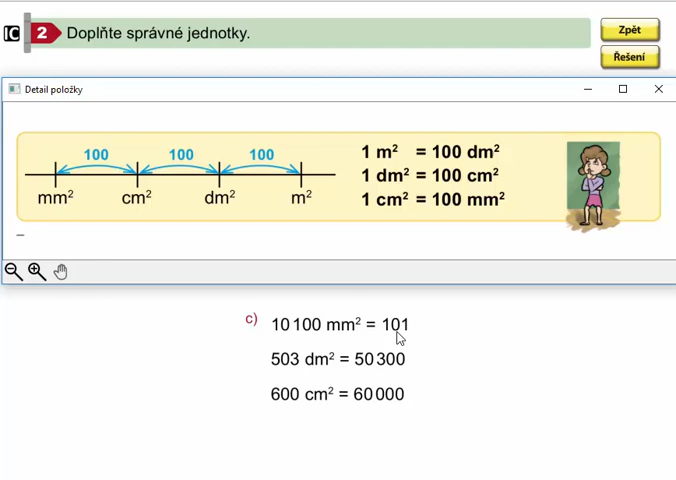 IC 2 Doplňte správné jednotky.
Zpět
Řešení
Detail položky
100 100 100
mm² cm² dm² m²
1 m² = 100 dm²
1 dm² = 100 cm²
1 cm² = 100 mm²
c) 10 100 mm² = 101
503 dm² = 50 300
600 cm² = 60 000